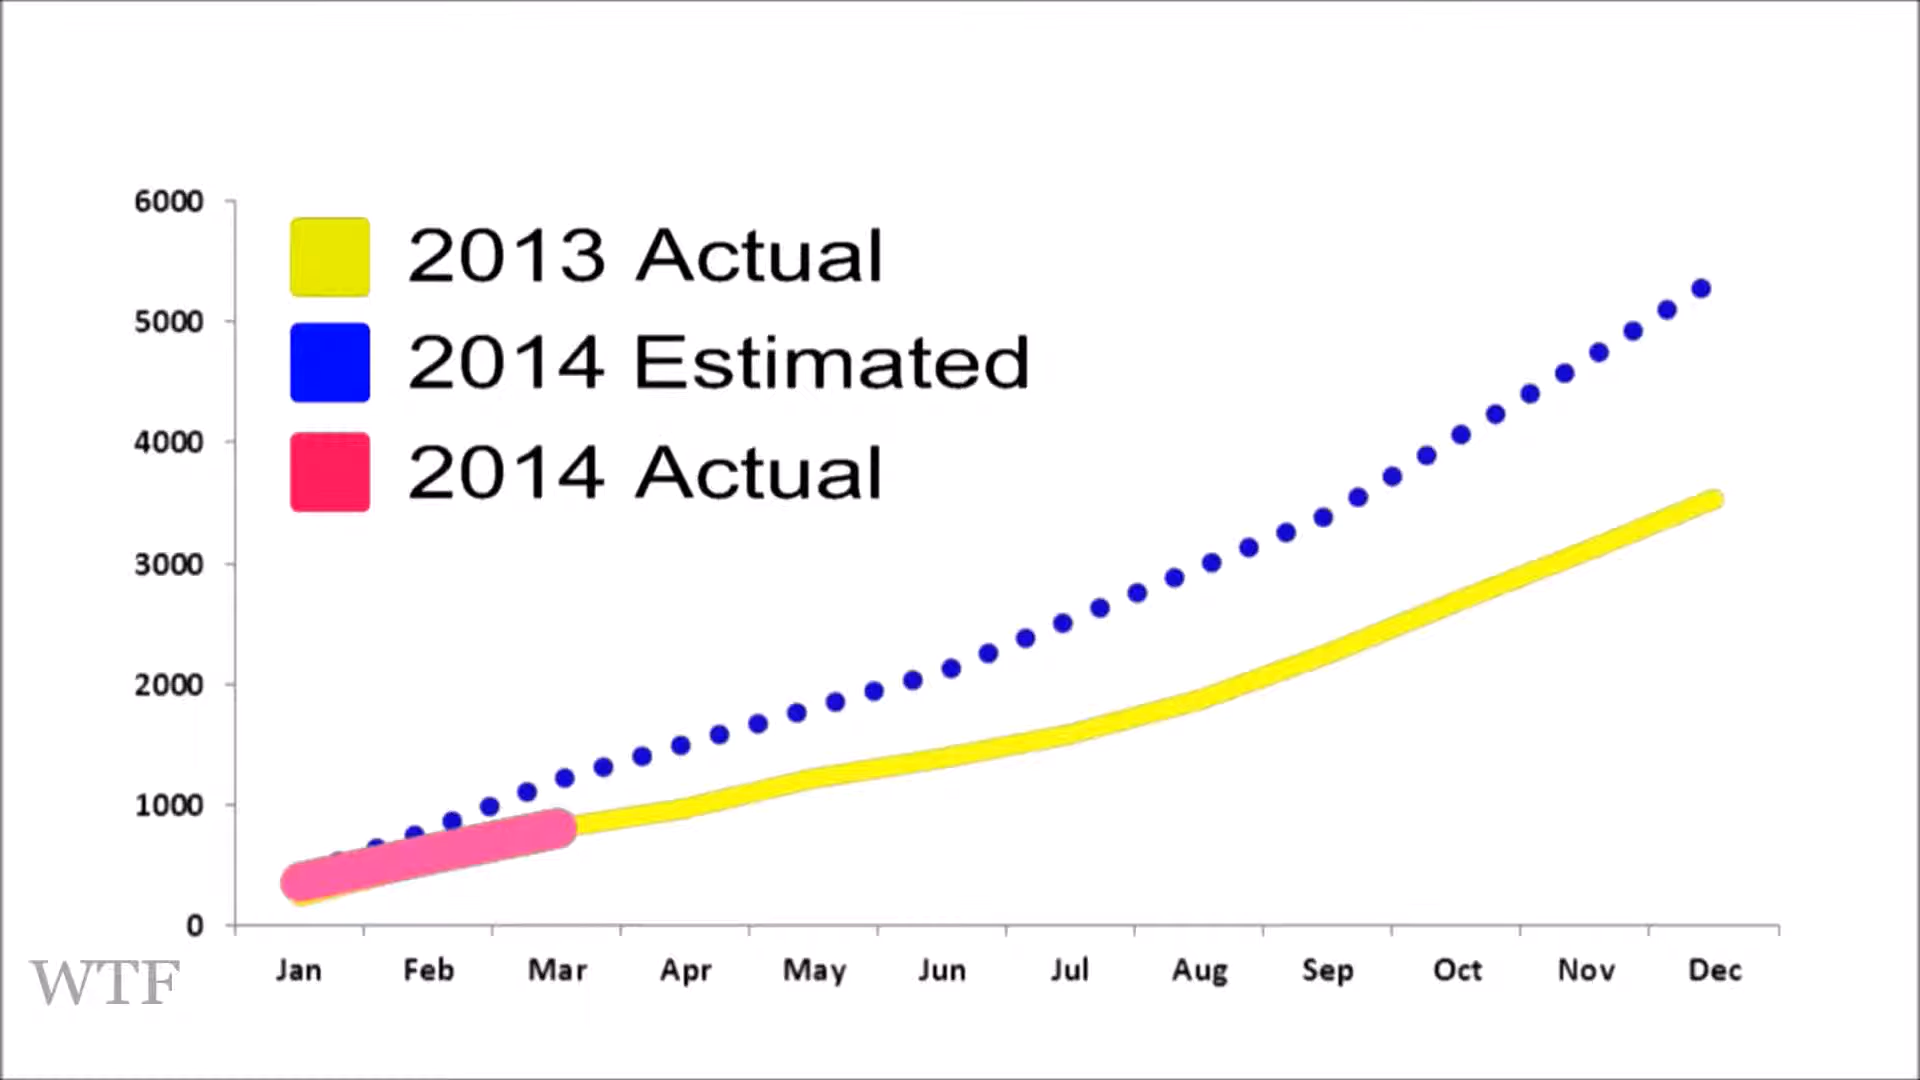 6000
2013 Actual
5000
2014 Estimated
4000
2014 Actual
3000
2000
1000
0
Jan Feb Mar Apr May Jun Jul Aug Sep Oct Nov Dec
WTF